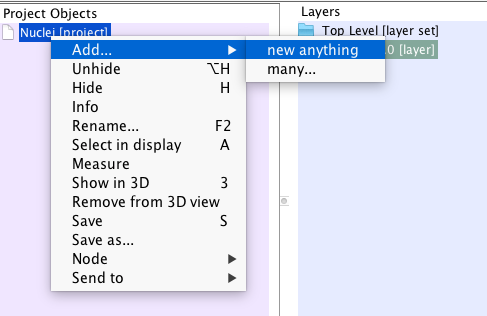 Project Objects
Layers
Nuclei [project]
Top Level [layer set]
Add...
new anything
0 [layer]
Unhide ⌥H
many...
Hide H
Info
Rename... F2
Select in display A
Measure
Show in 3D 3
Remove from 3D view
Save S
Save as...
Node
Send to